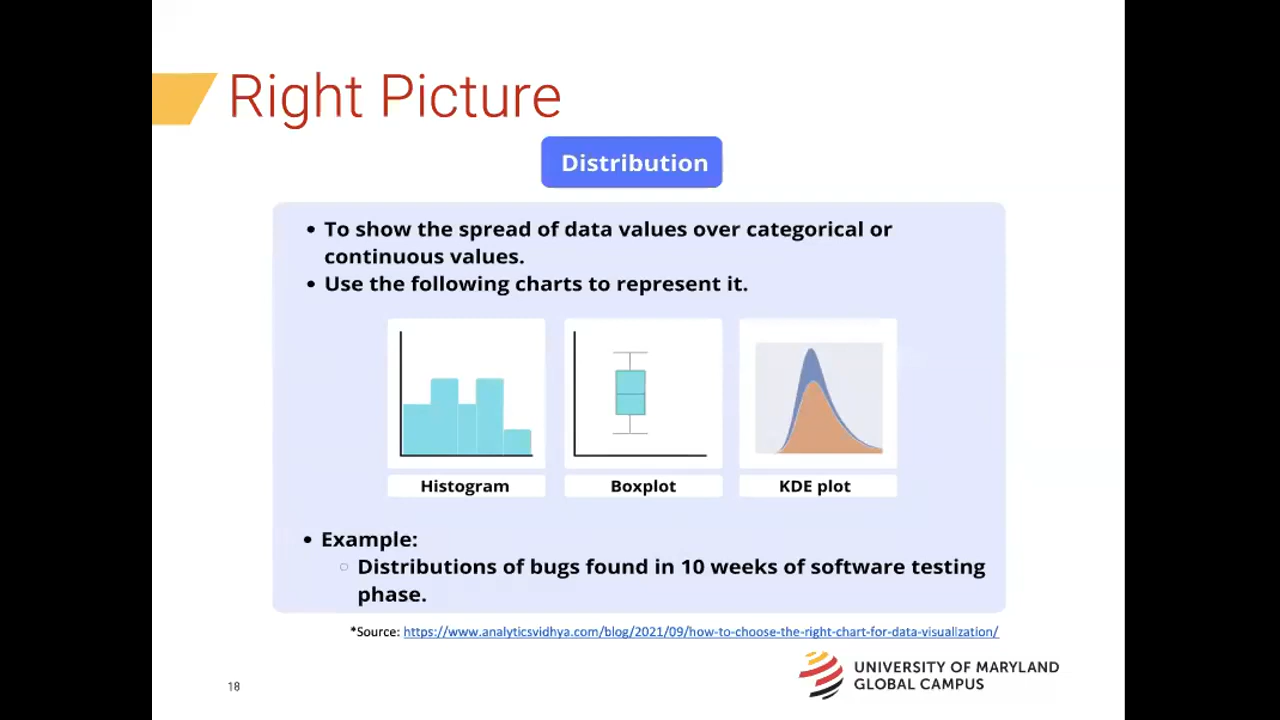 Right Picture
Distribution
• To show the spread of data values over categorical or
continuous values.
• Use the following charts to represent it.
Histogram
Boxplot
KDE plot
• Example:
○ Distributions of bugs found in 10 weeks of software testing
phase.
*Source: https://www.analyticsvidhya.com/blog/2021/09/how-to-choose-the-right-chart-for-data-visualization/
18
UNIVERSITY OF MARYLAND
GLOBAL CAMPUS